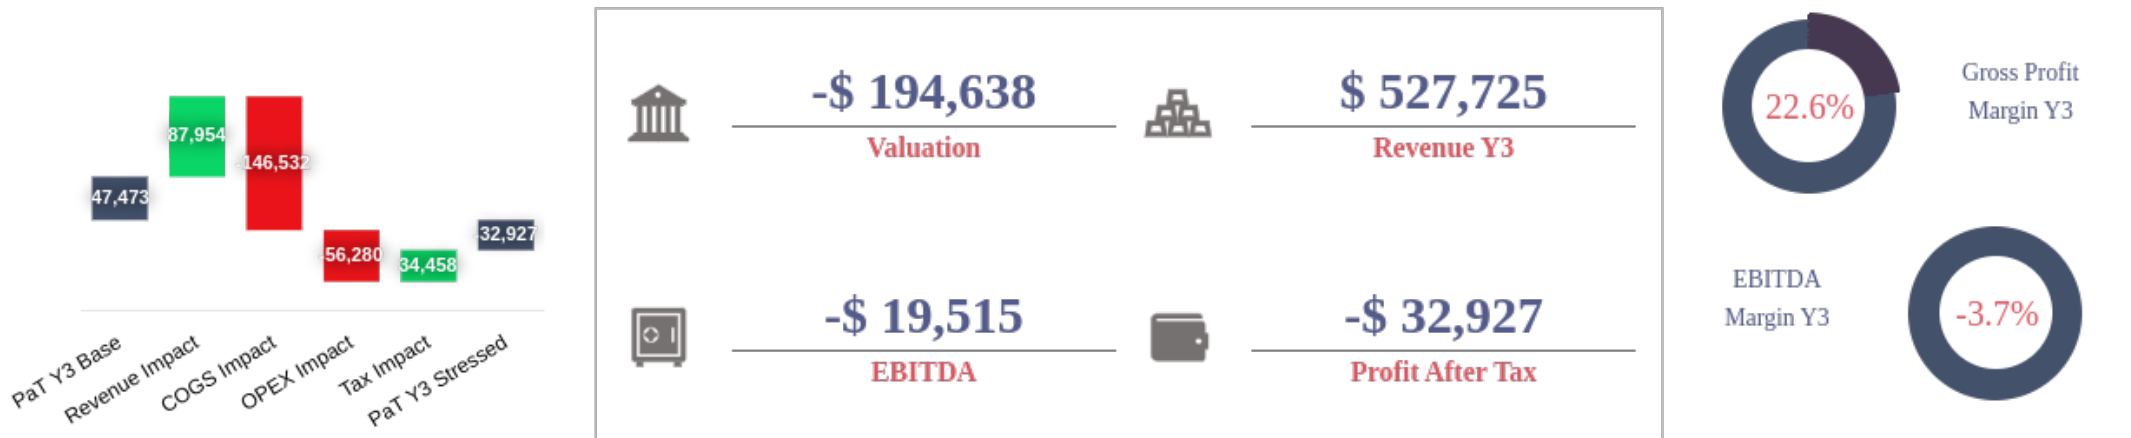 47,473
87,954
-146,532
-56,280
34,458
-32,927
PaT Y3 Base
Revenue Impact
COGS Impact
OPEX Impact
Tax Impact
PaT Y3 Stressed
-$ 194,638
Valuation
$ 527,725
Revenue Y3
-$ 19,515
EBITDA
-$ 32,927
Profit After Tax
22.6%
Gross Profit
Margin Y3
EBITDA
Margin Y3
-3.7%